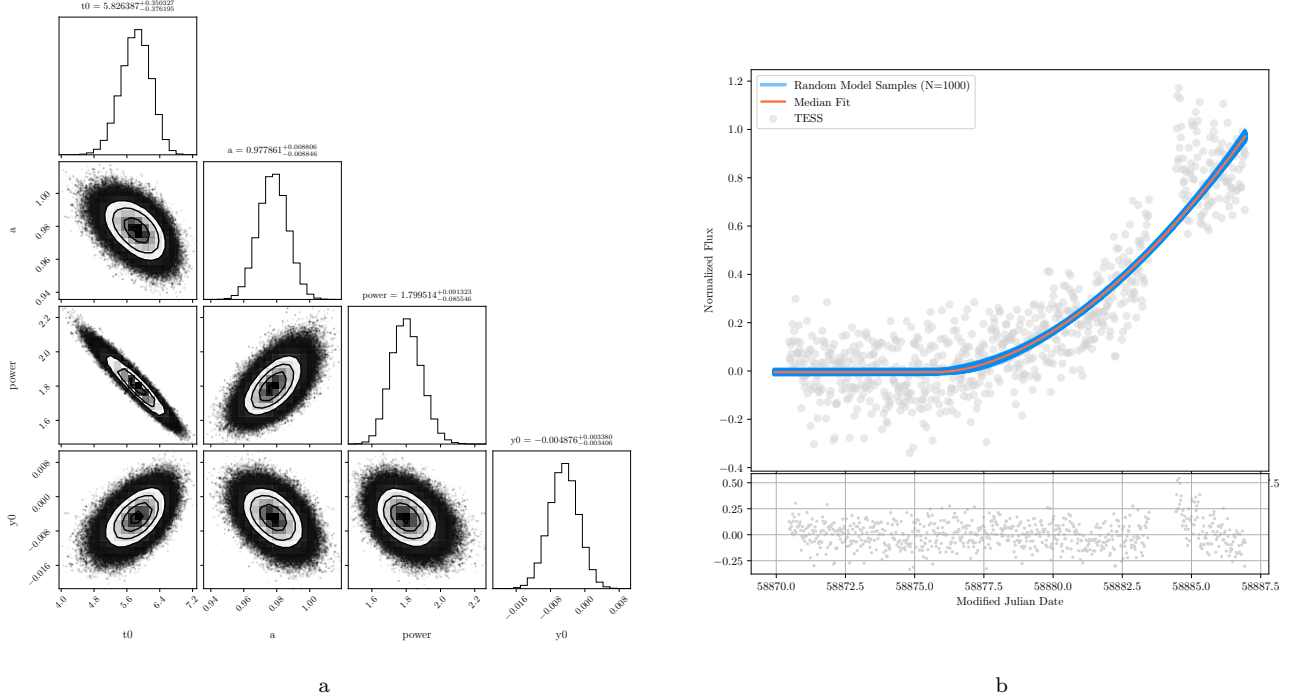 t0 = 5.826387+0.350327 −0.376195
a = 0.977861+0.008806 −0.008846
power = 1.799514+0.091323 −0.085546
y0 = −0.004876+0.003380 −0.003406
1.00
0.98
0.96
0.94
a
2.2
2.0
1.8
1.6
power
0.008
0.000
−0.008
−0.016
y0
4.0 4.8 5.6 6.4 7.2
0.94 0.96 0.98 1.00
1.6 1.8 2.0 2.2
−0.016 −0.008 0.000 0.008
t0 a power y0
a
1.2
1.0
0.8
0.6
0.4
0.2
0.0
−0.2
−0.4
Normalized Flux
Random Model Samples (N=1000)
Median Fit
TESS
.5
0.50
0.25
0.00
−0.25
58870.0 58872.5 58875.0 58877.5 58880.0 58882.5 58885.0 58887.5
Modified Julian Date
b